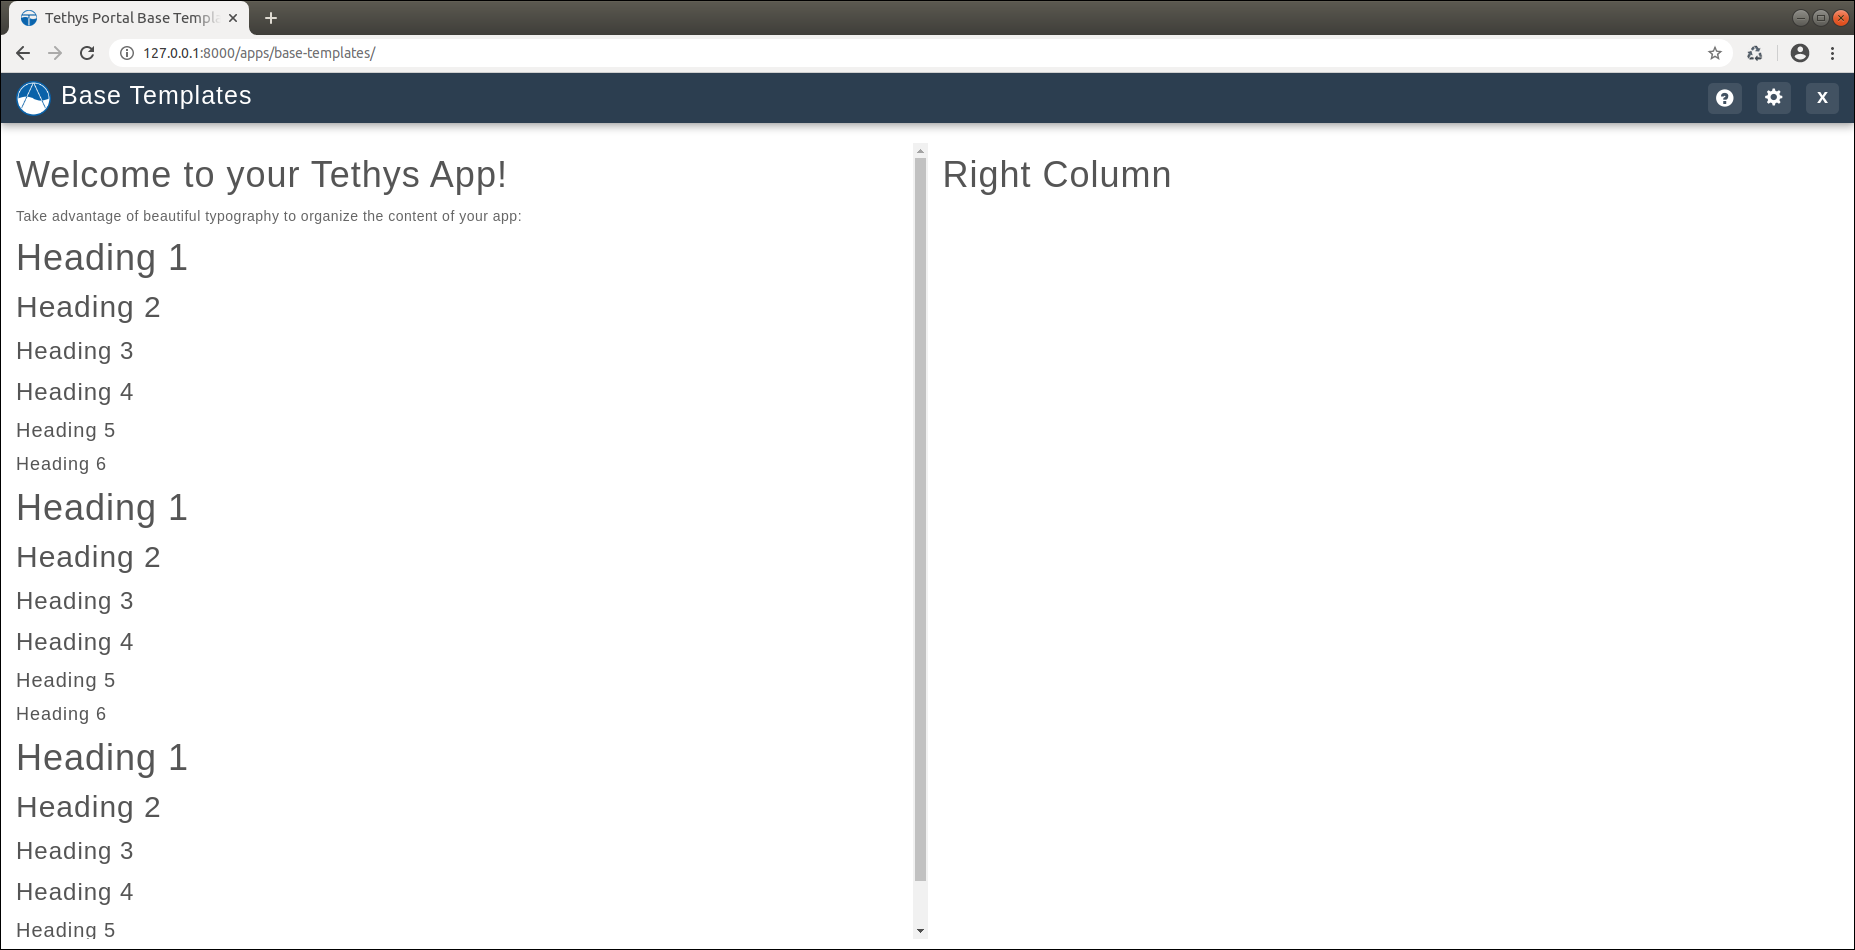 Tethys Portal Base Templa
127.0.0.1:8000/apps/base-templates/
Base Templates
X
Welcome to your Tethys App!
Take advantage of beautiful typography to organize the content of your app:
Heading 1
Heading 2
Heading 3
Heading 4
Heading 5
Heading 6
Heading 1
Heading 2
Heading 3
Heading 4
Heading 5
Heading 6
Heading 1
Heading 2
Heading 3
Heading 4
Heading 5
Right Column